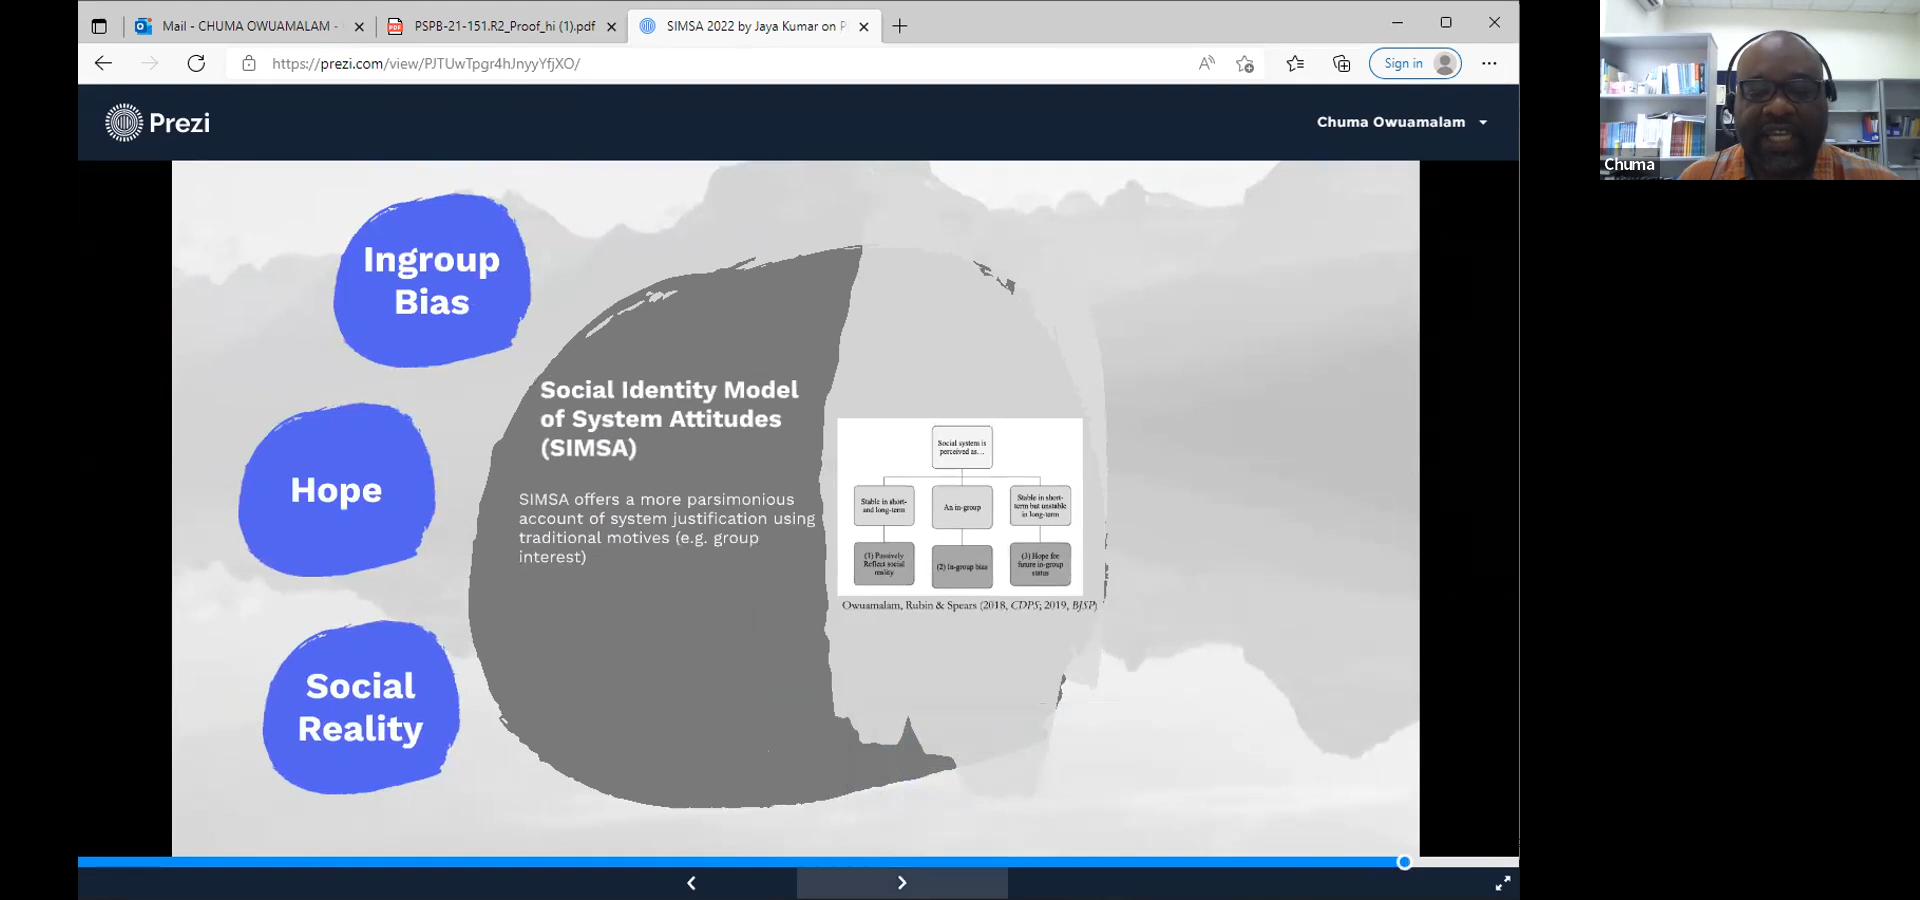 Mail - CHUMA OWUAMALAM -
PSPB-21-151.R2_Proof_hi (1).pdf
SIMSA 2022 by Jaya Kumar on P
https://prezi.com/view/PJTUwTpgr4hJnyyYfjXO/
Sign in
Prezi
Chuma Owuamalam
Chuma
Ingroup
Bias
Hope
Social
Reality
Social Identity Model
of System Attitudes
(SIMSA)
SIMSA offers a more parsimonious
account of system justification using
traditional motives (e.g. group
interest)
Social system is
perceived as...
Stable in short-
and long-term
An in-group
Stable in short-
term but unstable
in long-term
(1) Passively
Reflect social
reality
(2) In-group bias
(3) Hope for
future in-group
status
Owuamalam, Rubin & Spears (2018, CDPS; 2019, BJSP)